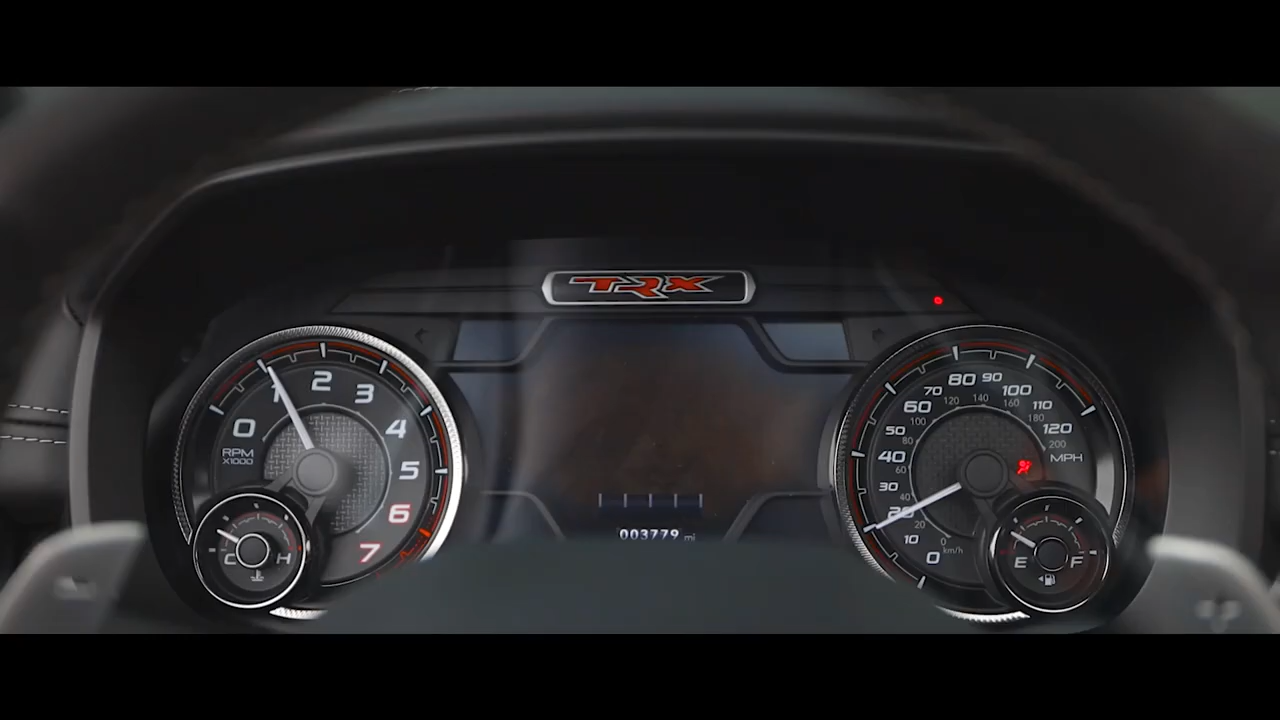 TRX
0 1 2 3 4 5 6 7
RPM
X1000
C H
003779 mi
0 10 20 30 40 50 60 70 80 90 100 110 120
MPH
0 20 40 60 80 100 120 140 160 180 200
km/h
E F